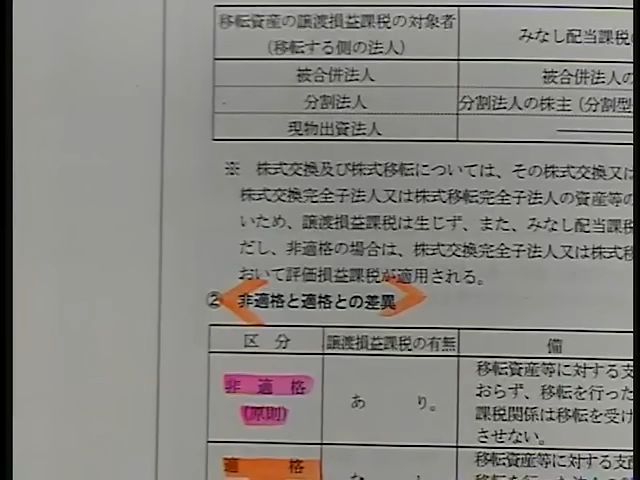 移転資産の譲渡損益課税の対象者
(移転する側の法人)
みなし配当課税
被合併法人
被合併法人の
分割法人
分割法人の株主(分割型
現物出資法人
※ 株式交換及び株式移転については、その株式交換又は
株式交換完全子法人又は株式移転完全子法人の資産等の
いため、譲渡損益課税は生じず、また、みなし配当課税
だし、非適格の場合は、株式交換完全子法人又は株式移
おいて評価損益課税が適用される。
② 非適格と適格との差異
区 分
譲渡損益課税の有無
備
非 適 格
(原則)
あ り。
移転資産等に対する支
おらず、移転を行った
課税関係は移転を受け
させない。
適 格
移転資産等に対する支配